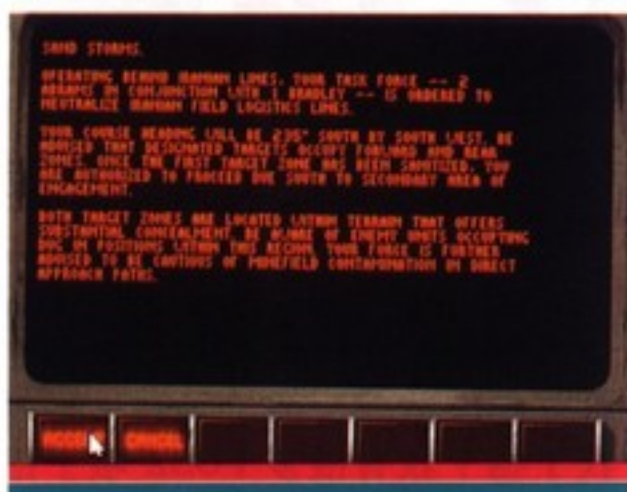 SAND STORMS.
OPERATING BEHIND IRANIAN LINES, YOUR TASK FORCE -- 2
ABRAMS IN CONJUNCTION WITH 1 BRADLEY -- IS ORDERED TO
NEUTRALIZE IRANIAN FIELD LOGISTICS LINES.
YOUR COURSE HEADING WILL BE 235° SOUTH BY SOUTH WEST. BE
ADVISED THAT DESIGNATED TARGETS OCCUPY FORWARD AND REAR
ZONES. ONCE THE FIRST TARGET ZONE HAS BEEN SANITIZED, YOU
ARE AUTHORIZED TO PROCEED DUE SOUTH TO SECONDARY AREA OF
ENGAGEMENT.
BOTH TARGET ZONES ARE LOCATED WITHIN TERRAIN THAT OFFERS
SUBSTANTIAL CONCEALMENT. BE AWARE OF ENEMY UNITS OCCUPYING
DUG IN POSITIONS WITHIN THIS REGION. YOUR FORCE IS FURTHER
ADVISED TO BE CAUTIOUS OF MINEFIELD CONTAMINATION IN DIRECT
APPROACH PATHS.
CANCEL